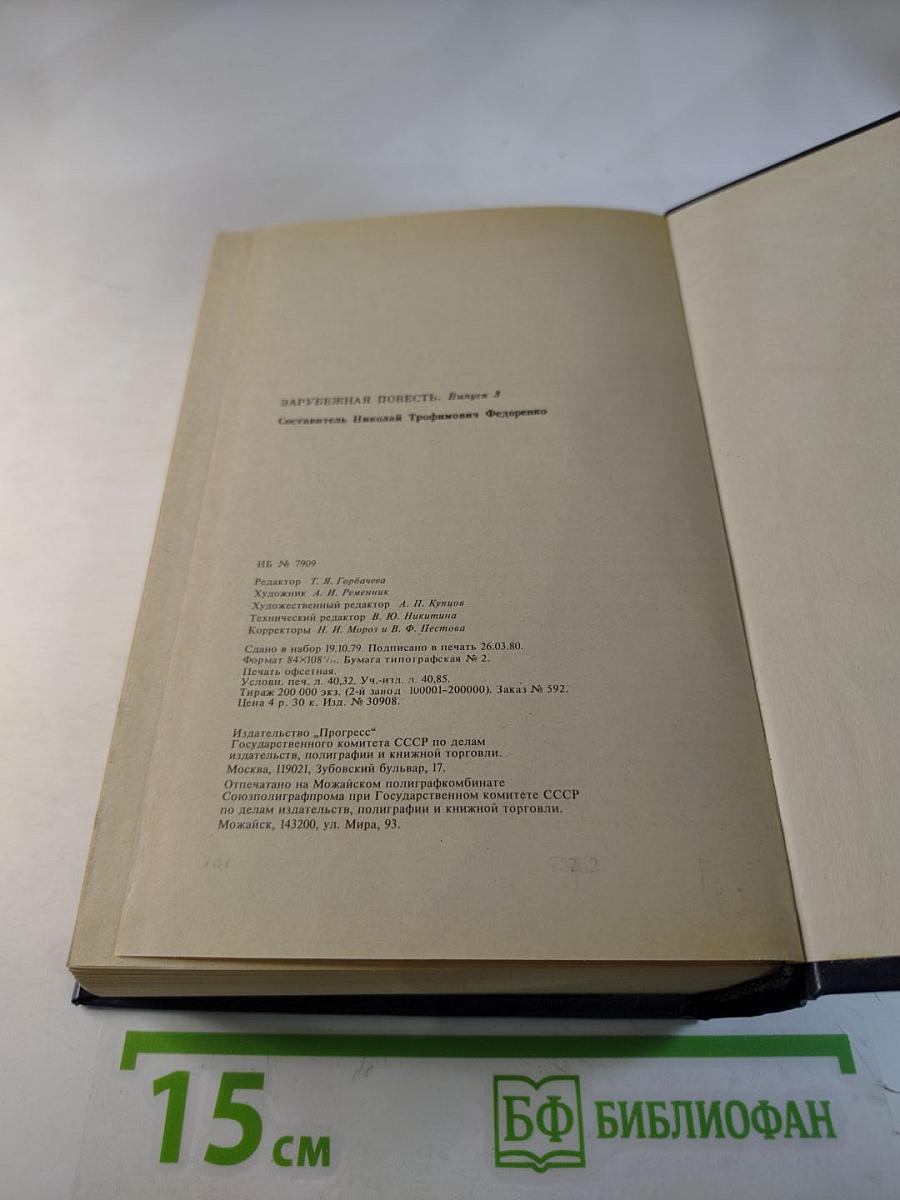 ЗАРУБЕЖНАЯ ПОВЕСТЬ. Выпуск 3
Составитель Николай Трофимович Федоренко
ИБ № 7909
Редактор Т. Я. Горбачева
Художник А. И. Ременник
Художественный редактор А. П. Купцов
Технический редактор В. Ю. Никитина
Корректоры Н. И. Мороз и В. Ф. Пестова
Сдано в набор 19.10.79. Подписано в печать 26.03.80.
Формат 84×108 Бумага типографская № 2.
Печать офсетная.
Условн. печ. л. 40,32. Уч.-изд. л. 40,85.
Тираж 200 000 экз. (2-й завод 100001–200000). Заказ № 592.
Цена 4 р. 30 к. Изд. № 30908.
Издательство „Прогресс“
Государственного комитета СССР по делам
издательств, полиграфии и книжной торговли.
Москва, 119021, Зубовский бульвар, 17.
Отпечатано на Можайском полиграфкомбинате
Союзполиграфпрома при Государственном комитете СССР
по делам издательств, полиграфии и книжной торговли.
Можайск, 143200, ул. Мира, 93.
15 см
БФ БИБЛИОФАН